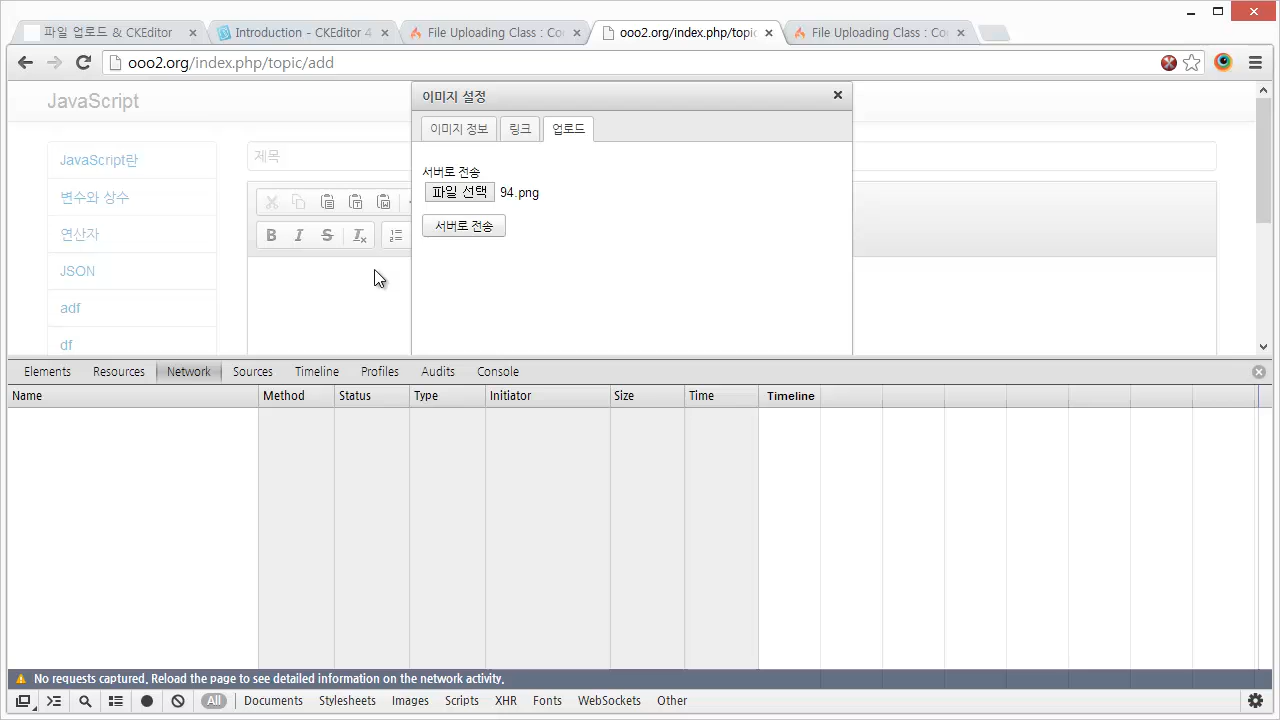 파일 업로드 & CKEditor
Introduction - CKEditor 4
File Uploading Class : Co
ooo2.org/index.php/topic
File Uploading Class : Co
ooo2.org/index.php/topic/add
JavaScript
이미지 설정
이미지 정보 링크 업로드
JavaScript란
제목
서버로 전송
파일 선택 94.png
변수와 상수
서버로 전송
연산자
B I S
JSON
adf
df
Elements Resources Network Sources Timeline Profiles Audits Console
Name Method Status Type Initiator Size Time Timeline
No requests captured. Reload the page to see detailed information on the network activity.
All Documents Stylesheets Images Scripts XHR Fonts WebSockets Other